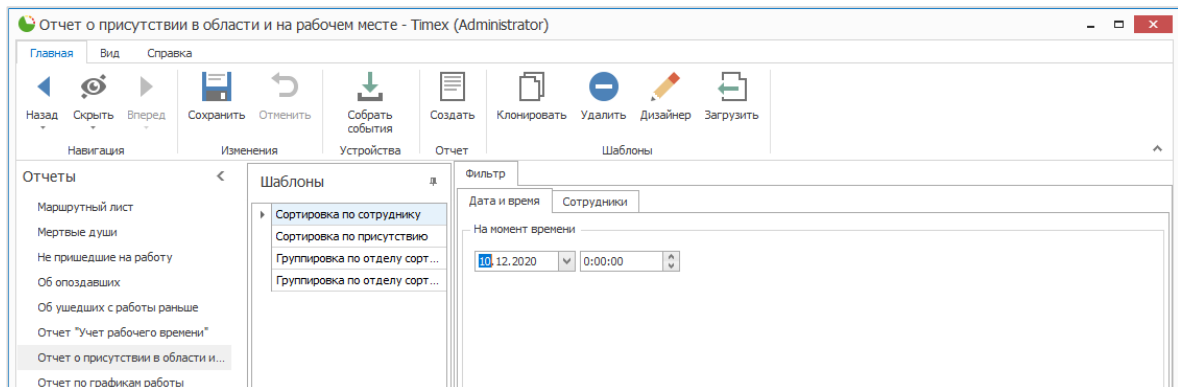 Отчет о присутствии в области и на рабочем месте - Timex (Administrator)
Главная Вид Справка
Назад Скрыть Вперед Сохранить Отменить Собрать события Создать Клонировать Удалить Дизайнер Загрузить
Навигация Изменения Устройства Отчет Шаблоны
Отчеты
Маршрутный лист
Мертвые души
Не пришедшие на работу
Об опоздавших
Об ушедших с работы раньше
Отчет "Учет рабочего времени"
Отчет о присутствии в области и...
Отчет по графикам работы
Шаблоны
Сортировка по сотруднику
Сортировка по присутствию
Группировка по отделу сорт...
Группировка по отделу сорт...
Фильтр
Дата и время Сотрудники
На момент времени
10.12.2020 0:00:00